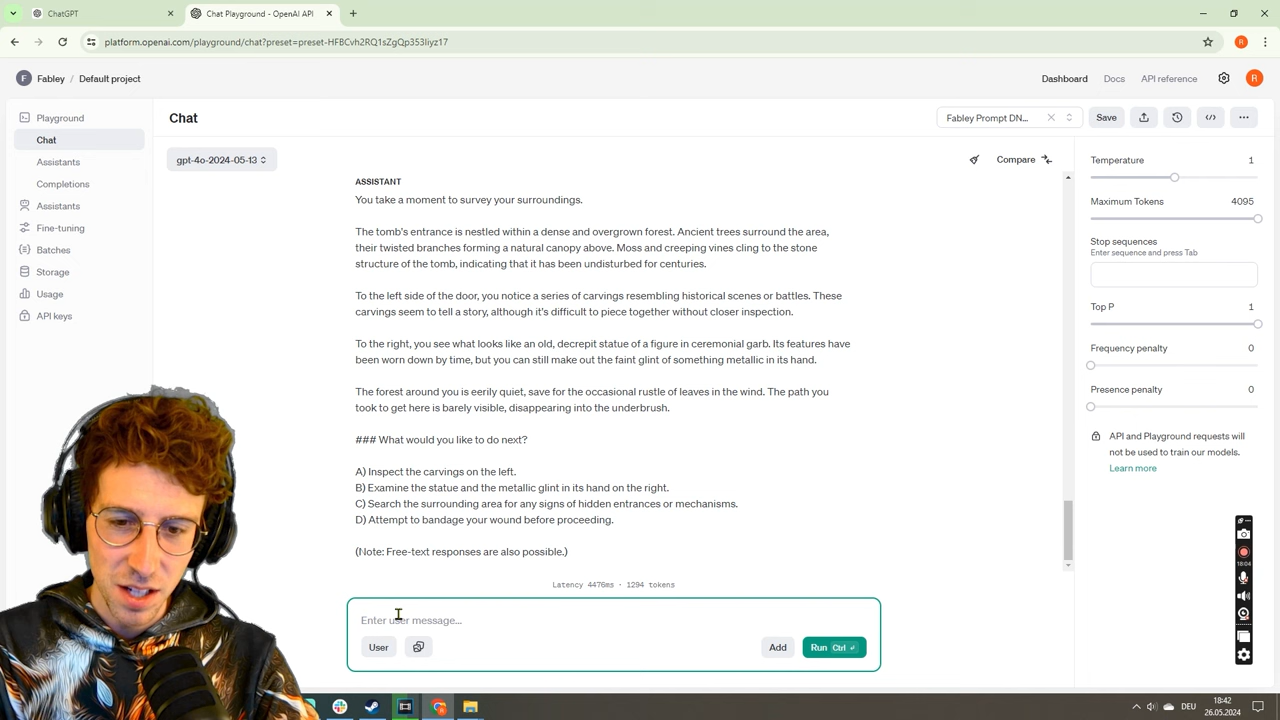 ChatGPT
Chat Playground - OpenAI API
platform.openai.com/playground/chat?preset=preset-HFBCvh2RQ1sZgQp353Iiyz17
R
F Fabley / Default project
Dashboard Docs API reference R
Playground
Chat
Assistants
Completions
Assistants
Fine-tuning
Batches
Storage
Usage
API keys
Chat
Fabley Prompt DN...
Save
gpt-4o-2024-05-13
Compare
ASSISTANT
You take a moment to survey your surroundings.
The tomb's entrance is nestled within a dense and overgrown forest. Ancient trees surround the area,
their twisted branches forming a natural canopy above. Moss and creeping vines cling to the stone
structure of the tomb, indicating that it has been undisturbed for centuries.
To the left side of the door, you notice a series of carvings resembling historical scenes or battles. These
carvings seem to tell a story, although it's difficult to piece together without closer inspection.
To the right, you see what looks like an old, decrepit statue of a figure in ceremonial garb. Its features have
been worn down by time, but you can still make out the faint glint of something metallic in its hand.
The forest around you is eerily quiet, save for the occasional rustle of leaves in the wind. The path you
took to get here is barely visible, disappearing into the underbrush.
### What would you like to do next?
A) Inspect the carvings on the left.
B) Examine the statue and the metallic glint in its hand on the right.
C) Search the surrounding area for any signs of hidden entrances or mechanisms.
D) Attempt to bandage your wound before proceeding.
(Note: Free-text responses are also possible.)
Latency 4476ms · 1294 tokens
Enter user message...
User
Add
Run Ctrl ↵
Temperature 1
Maximum Tokens 4095
Stop sequences
Enter sequence and press Tab
Top P 1
Frequency penalty 0
Presence penalty 0
API and Playground requests will
not be used to train our models.
Learn more
18:04
DEU
18:42
26.05.2024